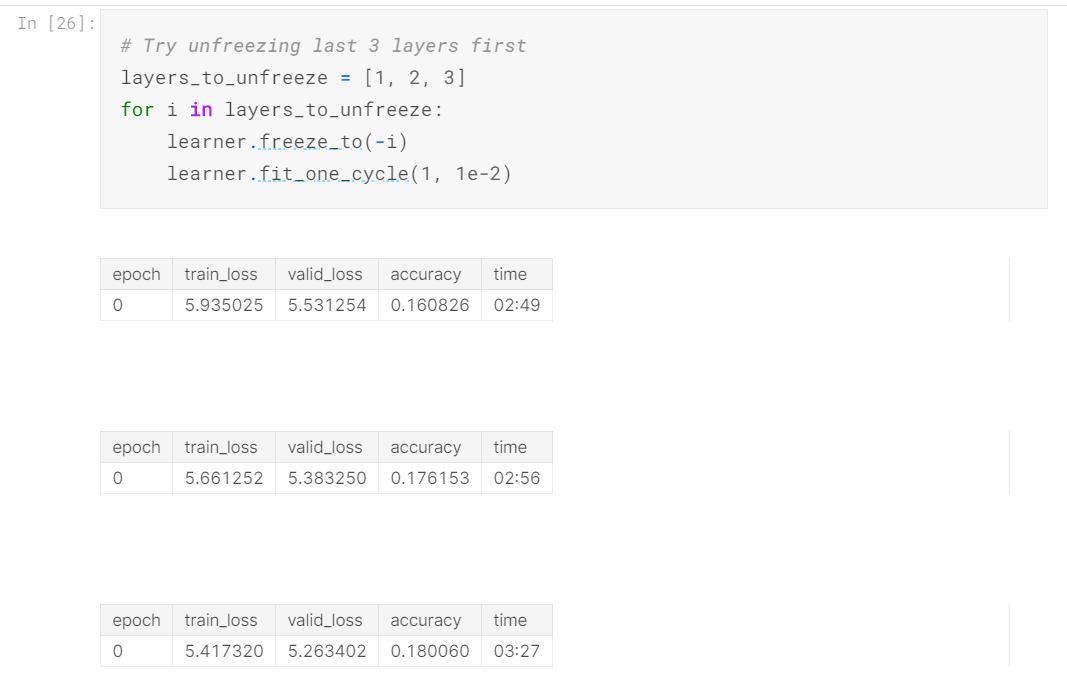 In [26]:
# Try unfreezing last 3 layers first
layers_to_unfreeze = [1, 2, 3]
for i in layers_to_unfreeze:
    learner.freeze_to(-i)
    learner.fit_one_cycle(1, 1e-2)
epoch train_loss valid_loss accuracy time
0 5.935025 5.531254 0.160826 02:49
epoch train_loss valid_loss accuracy time
0 5.661252 5.383250 0.176153 02:56
epoch train_loss valid_loss accuracy time
0 5.417320 5.263402 0.180060 03:27